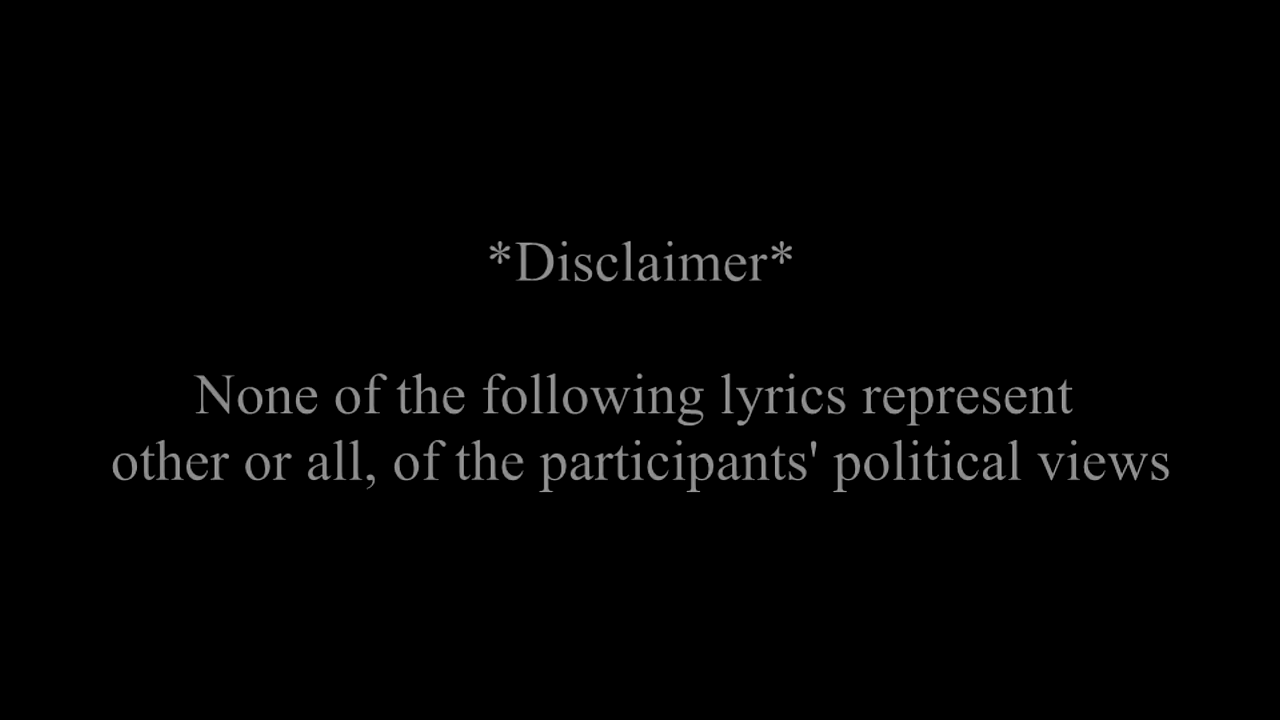 *Disclaimer*
None of the following lyrics represent
other or all, of the participants' political views